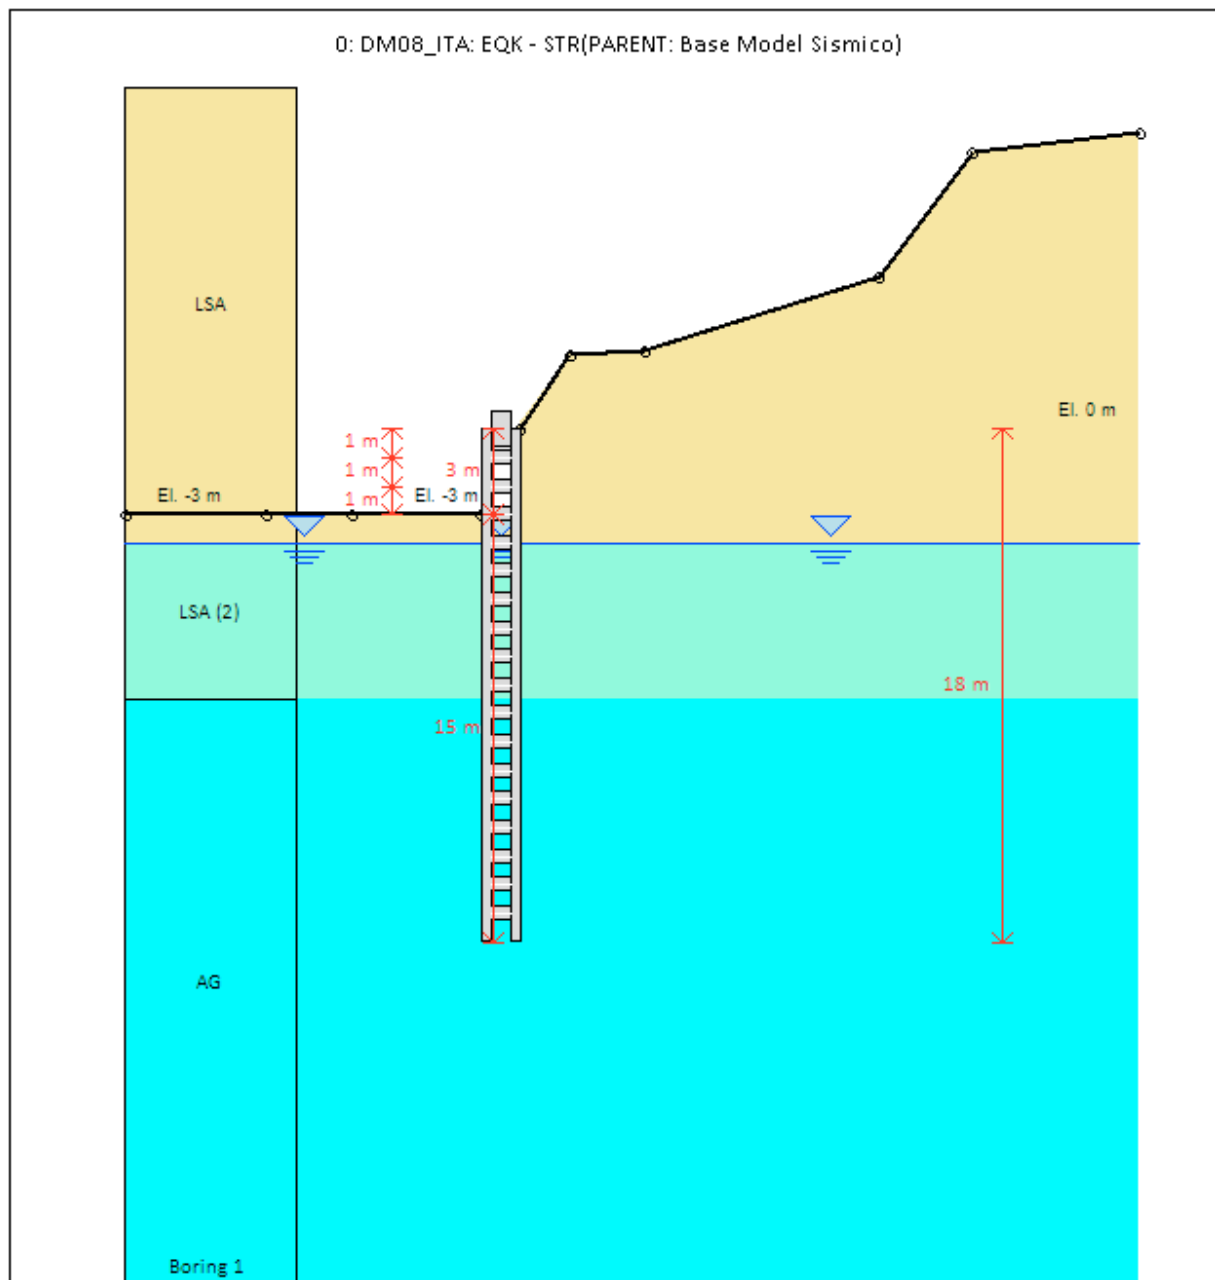 0: DM08_ITA: EQK - STR(PARENT: Base Model Sismico)
LSA
El. 0 m
1 m
1 m
3 m
1 m
El. -3 m
El. -3 m
LSA (2)
18 m
15 m
AG
Boring 1